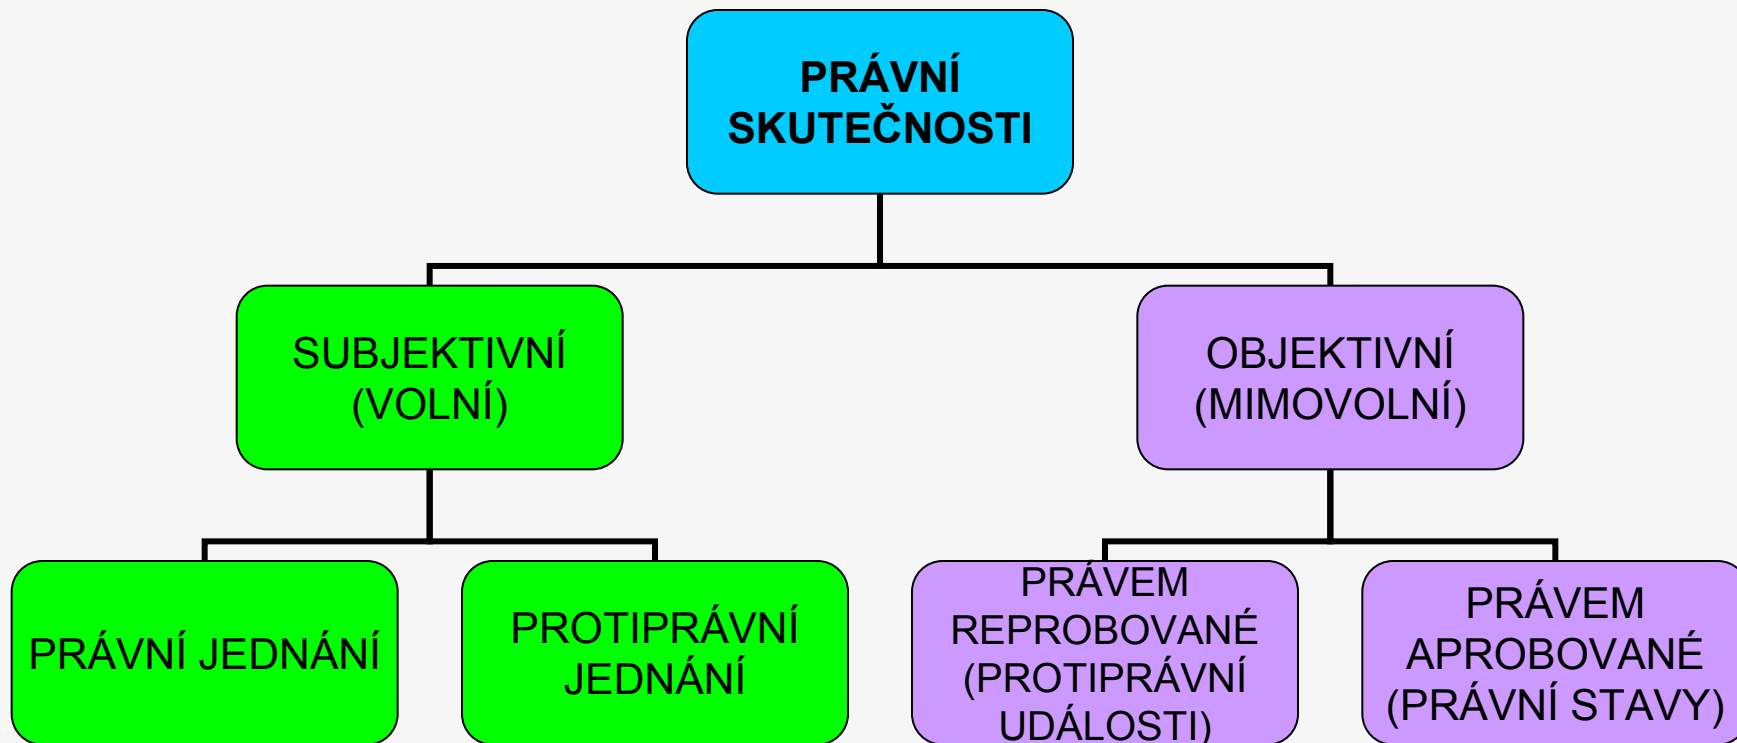 PRÁVNÍ
SKUTEČNOSTI
SUBJEKTIVNÍ
(VOLNÍ)
OBJEKTIVNÍ
(MIMOVOLNÍ)
PRÁVNÍ JEDNÁNÍ
PROTIPRÁVNÍ
JEDNÁNÍ
PRÁVEM
REPROBOVANÉ
(PROTIPRÁVNÍ
UDÁLOSTI)
PRÁVEM
APROBOVANÉ
(PRÁVNÍ STAVY)